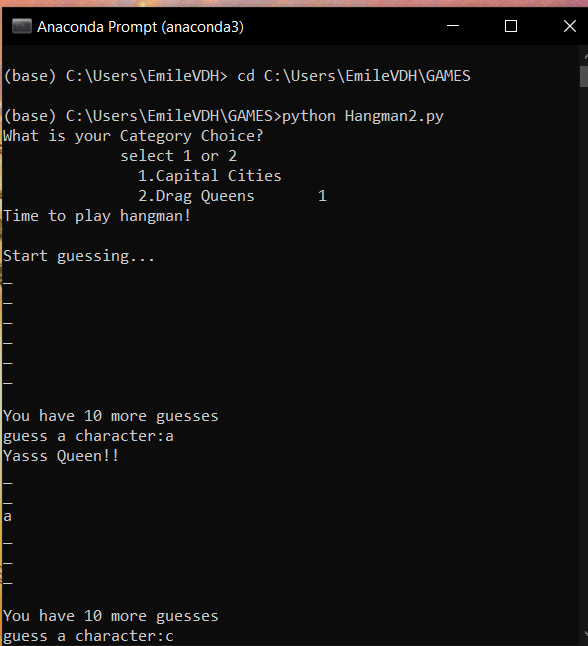 Anaconda Prompt (anaconda3)
(base) C:\Users\EmileVDH> cd C:\Users\EmileVDH\GAMES
(base) C:\Users\EmileVDH\GAMES>python Hangman2.py
What is your Category Choice?
select 1 or 2
1.Capital Cities
2.Drag Queens 1
Time to play hangman!
Start guessing...
_
_
_
_
_
_
You have 10 more guesses
guess a character:a
Yasss Queen!!
_
_
a
_
_
_
You have 10 more guesses
guess a character:c